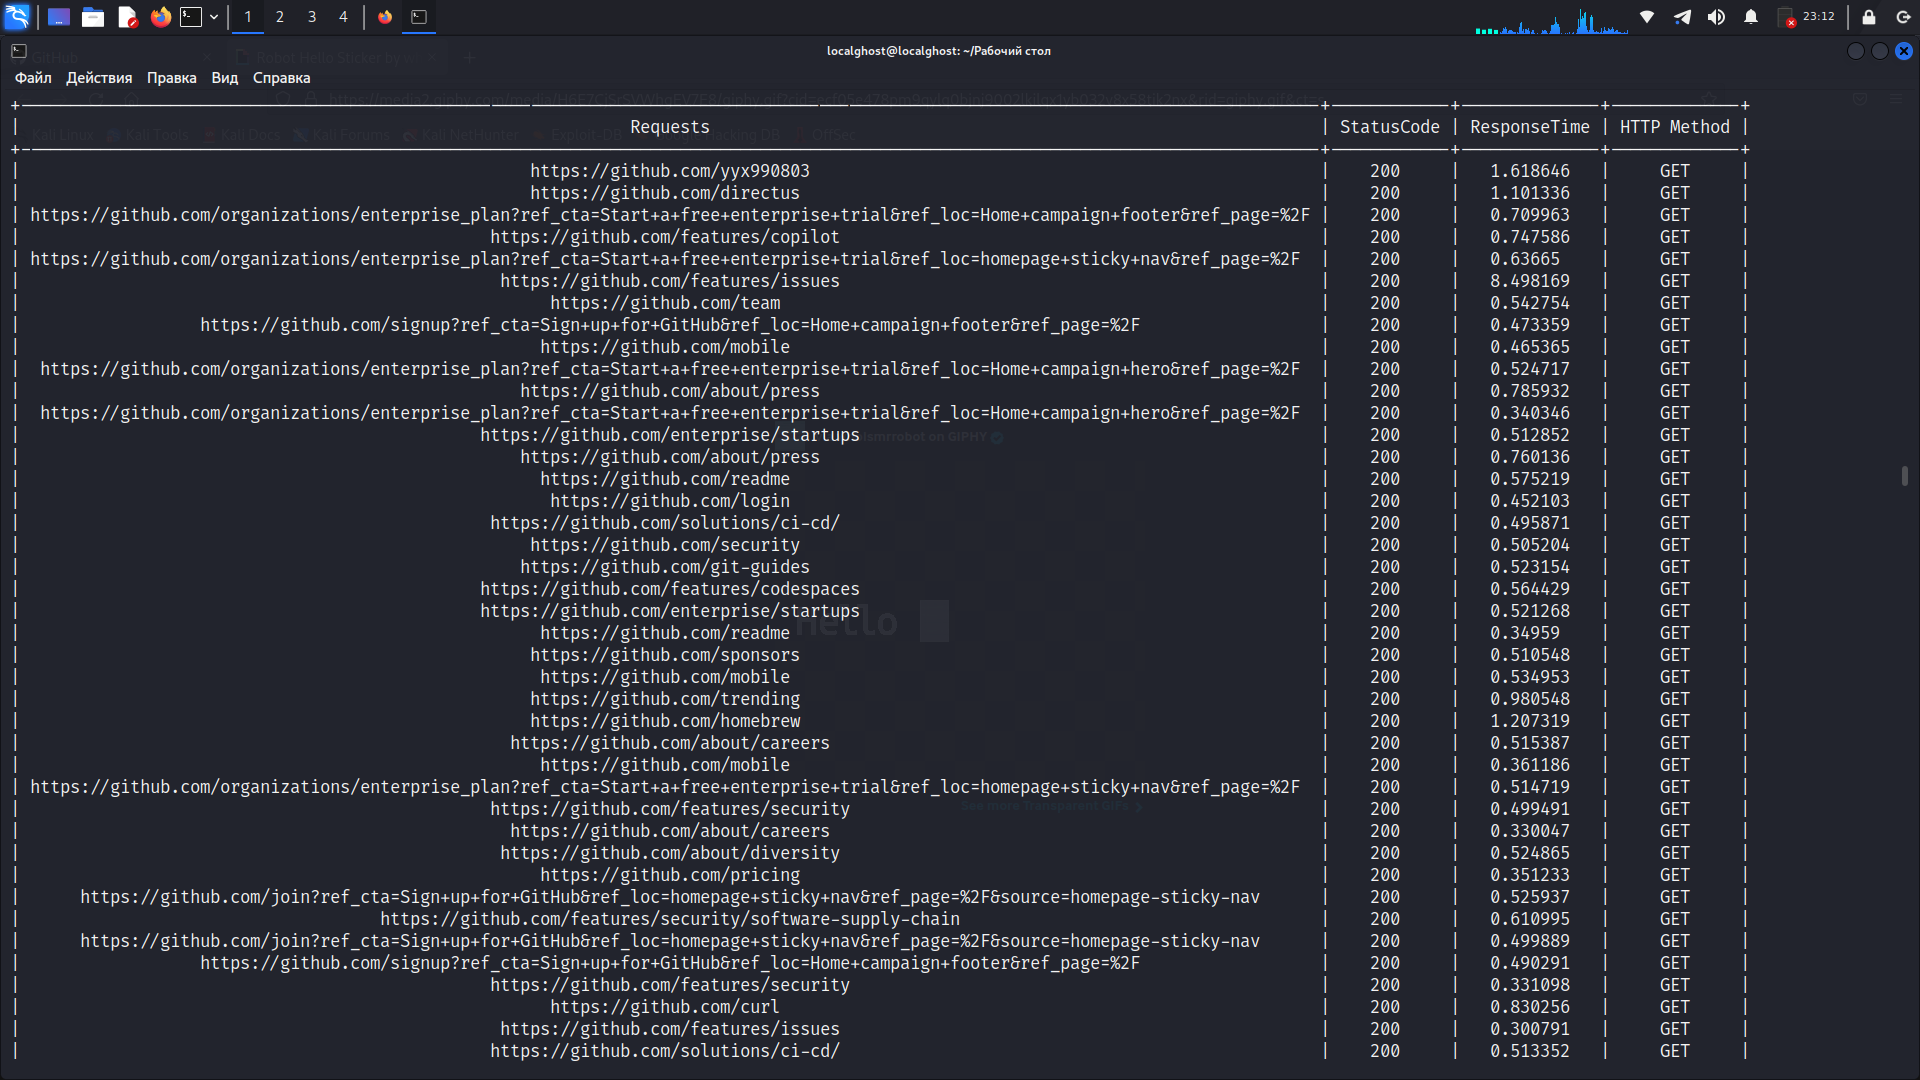 1 2 3 4 23:12
localghost@localghost: ~/Рабочий стол
Файл Действия Правка Вид Справка
Requests | StatusCode | ResponseTime | HTTP Method
https://github.com/yyx990803 | 200 | 1.618646 | GET
https://github.com/directus | 200 | 1.101336 | GET
https://github.com/organizations/enterprise_plan?ref_cta=Start+a+free+enterprise+trial&ref_loc=Home+campaign+footer&ref_page=%2F | 200 | 0.709963 | GET
https://github.com/features/copilot | 200 | 0.747586 | GET
https://github.com/organizations/enterprise_plan?ref_cta=Start+a+free+enterprise+trial&ref_loc=homepage+sticky+nav&ref_page=%2F | 200 | 0.63665 | GET
https://github.com/features/issues | 200 | 8.498169 | GET
https://github.com/team | 200 | 0.542754 | GET
https://github.com/signup?ref_cta=Sign+up+for+GitHub&ref_loc=Home+campaign+footer&ref_page=%2F | 200 | 0.473359 | GET
https://github.com/mobile | 200 | 0.465365 | GET
https://github.com/organizations/enterprise_plan?ref_cta=Start+a+free+enterprise+trial&ref_loc=Home+campaign+hero&ref_page=%2F | 200 | 0.524717 | GET
https://github.com/about/press | 200 | 0.785932 | GET
https://github.com/organizations/enterprise_plan?ref_cta=Start+a+free+enterprise+trial&ref_loc=Home+campaign+hero&ref_page=%2F | 200 | 0.340346 | GET
https://github.com/enterprise/startups | 200 | 0.512852 | GET
https://github.com/about/press | 200 | 0.760136 | GET
https://github.com/readme | 200 | 0.575219 | GET
https://github.com/login | 200 | 0.452103 | GET
https://github.com/solutions/ci-cd/ | 200 | 0.495871 | GET
https://github.com/security | 200 | 0.505204 | GET
https://github.com/git-guides | 200 | 0.523154 | GET
https://github.com/features/codespaces | 200 | 0.564429 | GET
https://github.com/enterprise/startups | 200 | 0.521268 | GET
https://github.com/readme | 200 | 0.34959 | GET
https://github.com/sponsors | 200 | 0.510548 | GET
https://github.com/mobile | 200 | 0.534953 | GET
https://github.com/trending | 200 | 0.980548 | GET
https://github.com/homebrew | 200 | 1.207319 | GET
https://github.com/about/careers | 200 | 0.515387 | GET
https://github.com/mobile | 200 | 0.361186 | GET
https://github.com/organizations/enterprise_plan?ref_cta=Start+a+free+enterprise+trial&ref_loc=homepage+sticky+nav&ref_page=%2F | 200 | 0.514719 | GET
https://github.com/features/security | 200 | 0.499491 | GET
https://github.com/about/careers | 200 | 0.330047 | GET
https://github.com/about/diversity | 200 | 0.524865 | GET
https://github.com/pricing | 200 | 0.351233 | GET
https://github.com/join?ref_cta=Sign+up+for+GitHub&ref_loc=homepage+sticky+nav&ref_page=%2F&source=homepage-sticky-nav | 200 | 0.525937 | GET
https://github.com/features/security/software-supply-chain | 200 | 0.610995 | GET
https://github.com/join?ref_cta=Sign+up+for+GitHub&ref_loc=homepage+sticky+nav&ref_page=%2F&source=homepage-sticky-nav | 200 | 0.499889 | GET
https://github.com/signup?ref_cta=Sign+up+for+GitHub&ref_loc=Home+campaign+footer&ref_page=%2F | 200 | 0.490291 | GET
https://github.com/features/security | 200 | 0.331098 | GET
https://github.com/curl | 200 | 0.830256 | GET
https://github.com/features/issues | 200 | 0.300791 | GET
https://github.com/solutions/ci-cd/ | 200 | 0.513352 | GET